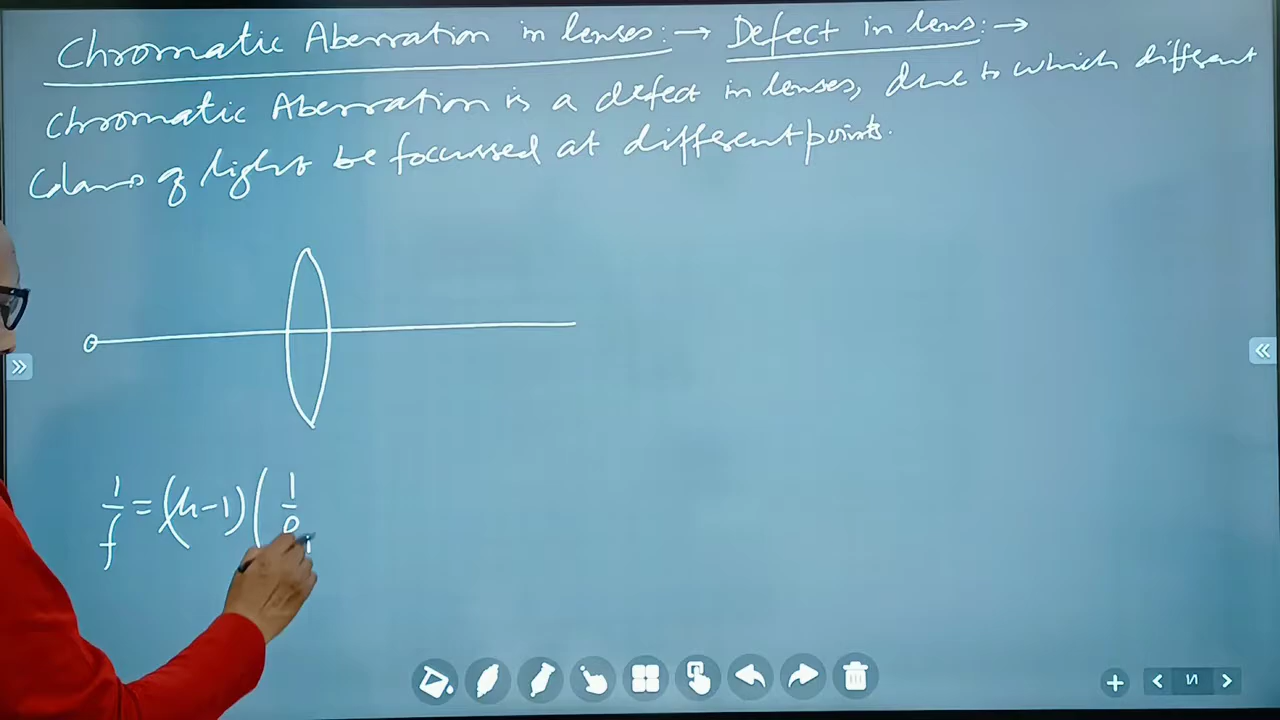 Chromatic Aberration in lenses:→ Defect in lens:→
Chromatic Aberration is a defect in lenses, due to which different
Colours of light be focussed at different points.
1/f = (μ-1)(1/R